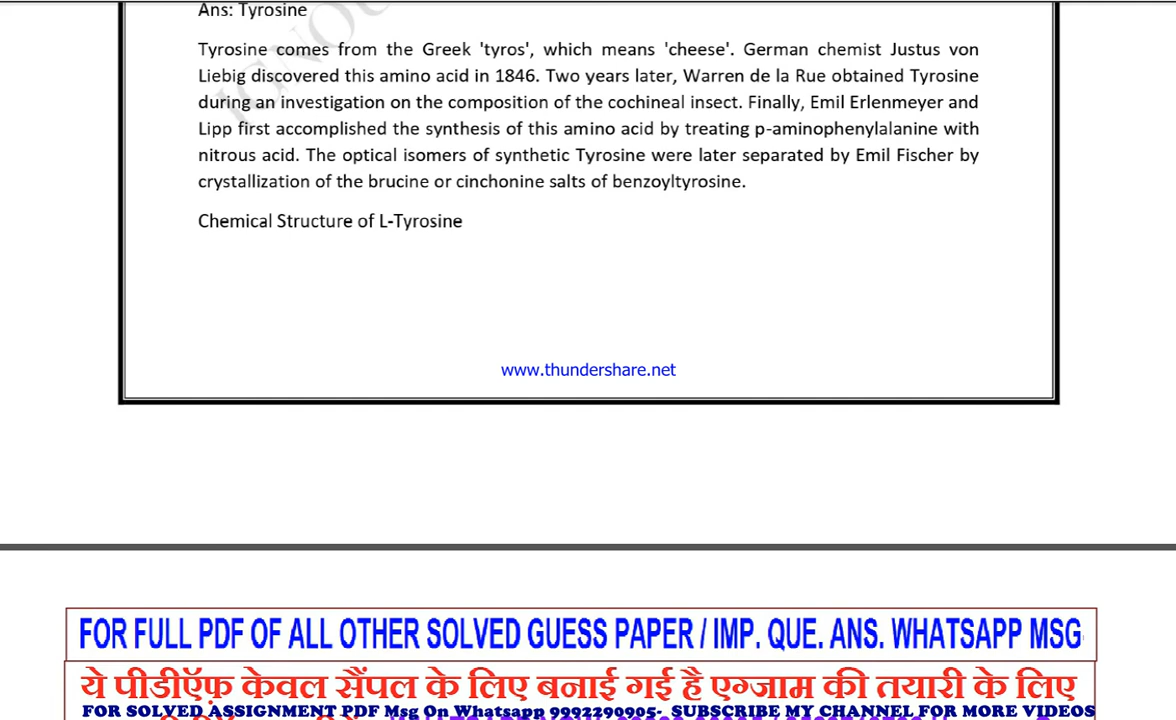 Ans: Tyrosine
Tyrosine comes from the Greek 'tyros', which means 'cheese'. German chemist Justus von
Liebig discovered this amino acid in 1846. Two years later, Warren de la Rue obtained Tyrosine
during an investigation on the composition of the cochineal insect. Finally, Emil Erlenmeyer and
Lipp first accomplished the synthesis of this amino acid by treating p-aminophenylalanine with
nitrous acid. The optical isomers of synthetic Tyrosine were later separated by Emil Fischer by
crystallization of the brucine or cinchonine salts of benzoyltyrosine.
Chemical Structure of L-Tyrosine
www.thundershare.net
FOR FULL PDF OF ALL OTHER SOLVED GUESS PAPER / IMP. QUE. ANS. WHATSAPP MSG
ये पीडीऍफ़ केवल सैंपल के लिए बनाई गई है एग्जाम की तयारी के लिए
FOR SOLVED ASSIGNMENT PDF Msg On Whatsapp 9992290905- SUBSCRIBE MY CHANNEL FOR MORE VIDEOS